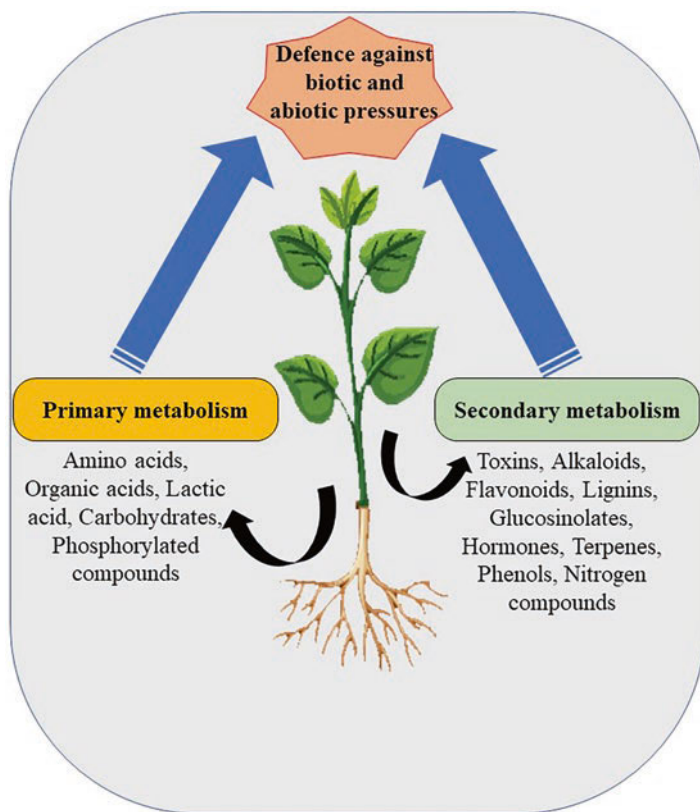 Defence against
biotic and
abiotic pressures
Primary metabolism
Amino acids,
Organic acids, Lactic
acid, Carbohydrates,
Phosphorylated
compounds
Secondary metabolism
Toxins, Alkaloids,
Flavonoids, Lignins,
Glucosinolates,
Hormones, Terpenes,
Phenols, Nitrogen
compounds